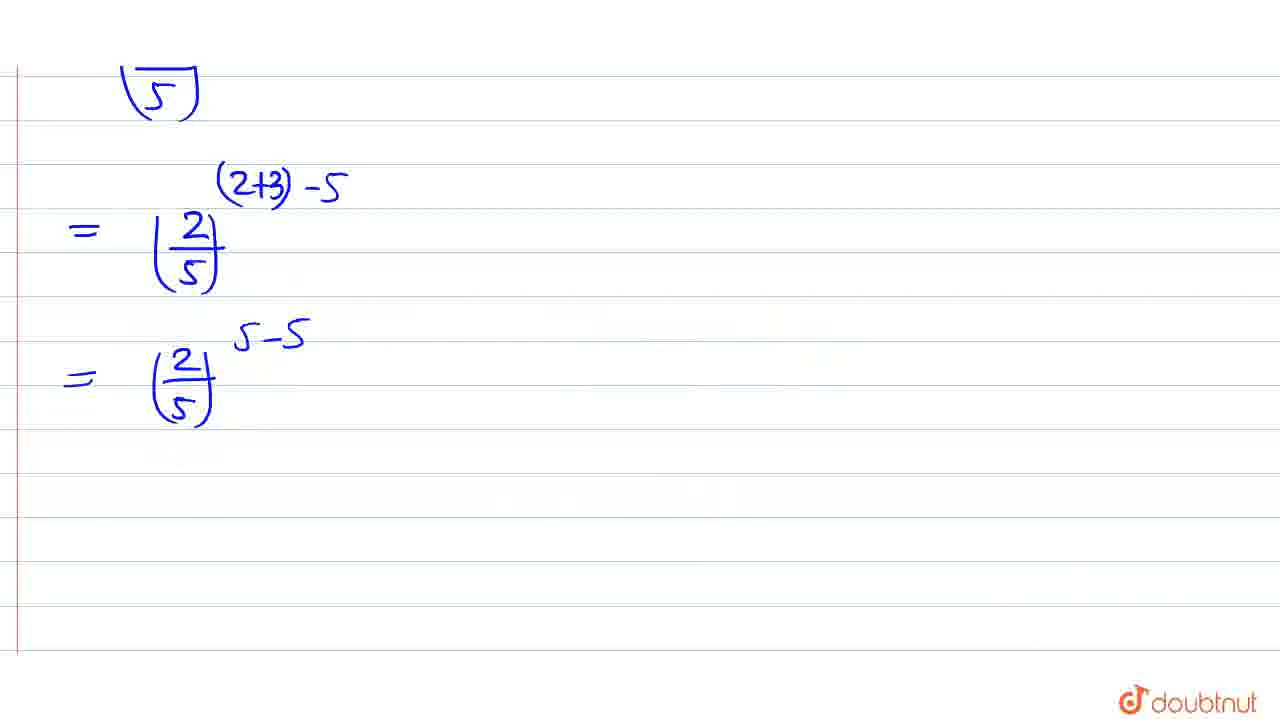 5)
= (2/5)^((2+3)-5)
= (2/5)^(5-5)
doubtnut